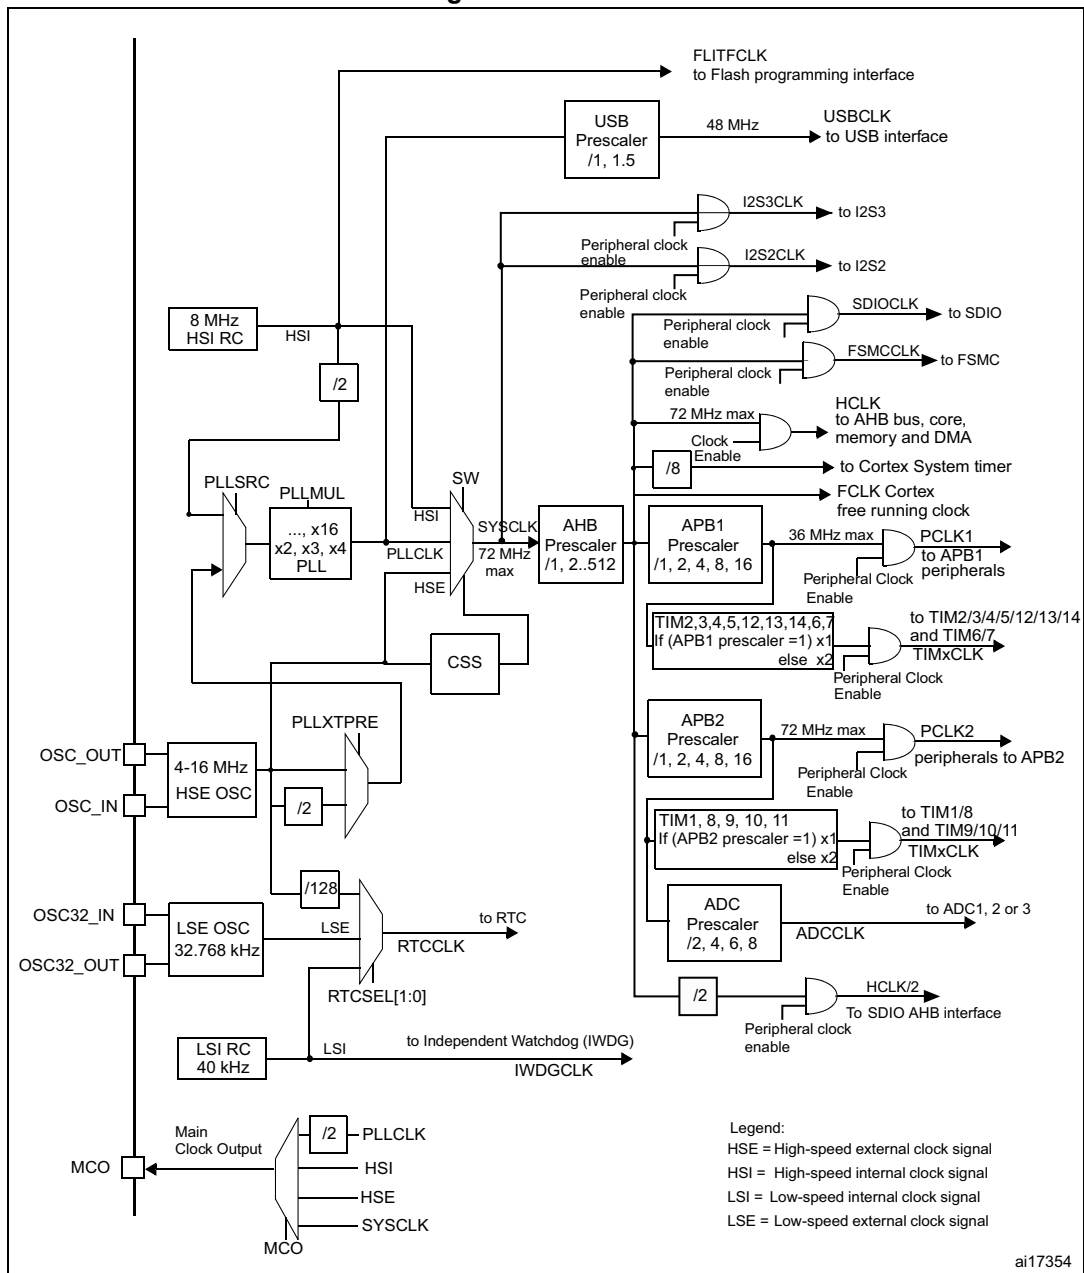 FLITFCLK
to Flash programming interface
USB
Prescaler
/1, 1.5
48 MHz
USBCLK
to USB interface
I2S3CLK
to I2S3
Peripheral clock
enable
I2S2CLK
to I2S2
Peripheral clock
enable
8 MHz
HSI RC
HSI
SDIOCLK
to SDIO
Peripheral clock
enable
FSMCCLK
to FSMC
Peripheral clock
enable
/2
HCLK
to AHB bus, core,
memory and DMA
72 MHz max
Clock
Enable
/8
to Cortex System timer
FCLK Cortex
free running clock
PLLSRC
PLLMUL
..., x16
x2, x3, x4
PLL
SW
HSI
PLLCLK
HSE
SYSCLK
72 MHz
max
AHB
Prescaler
/1, 2..512
APB1
Prescaler
/1, 2, 4, 8, 16
36 MHz max
PCLK1
to APB1
peripherals
Peripheral Clock
Enable
TIM2,3,4,5,12,13,14,6,7
If (APB1 prescaler =1) x1
else x2
to TIM2/3/4/5/12/13/14
and TIM6/7
TIMxCLK
Peripheral Clock
Enable
CSS
PLLXTPRE
OSC_OUT
OSC_IN
4-16 MHz
HSE OSC
/2
APB2
Prescaler
/1, 2, 4, 8, 16
72 MHz max
PCLK2
peripherals to APB2
Peripheral Clock
Enable
TIM1, 8, 9, 10, 11
If (APB2 prescaler =1) x1
else x2
to TIM1/8
and TIM9/10/11
TIMxCLK
Peripheral Clock
Enable
/128
OSC32_IN
OSC32_OUT
LSE OSC
32.768 kHz
LSE
to RTC
RTCCLK
RTCSEL[1:0]
ADC
Prescaler
/2, 4, 6, 8
to ADC1, 2 or 3
ADCCLK
/2
HCLK/2
To SDIO AHB interface
Peripheral clock
enable
LSI RC
40 kHz
LSI
to Independent Watchdog (IWDG)
IWDGCLK
MCO
Main
Clock Output
/2
PLLCLK
HSI
HSE
SYSCLK
MCO
Legend:
HSE = High-speed external clock signal
HSI = High-speed internal clock signal
LSI = Low-speed internal clock signal
LSE = Low-speed external clock signal
ai17354